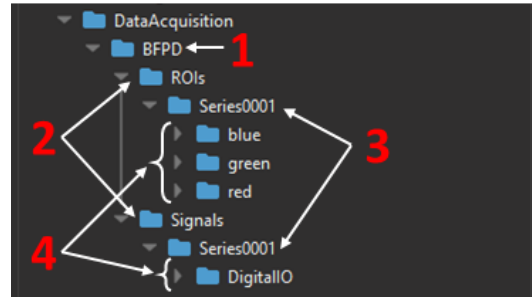 DataAcquisition
BFPD 1
ROIs
2 Series0001
blue
green 3
red
Signals
4 Series0001
DigitalIO